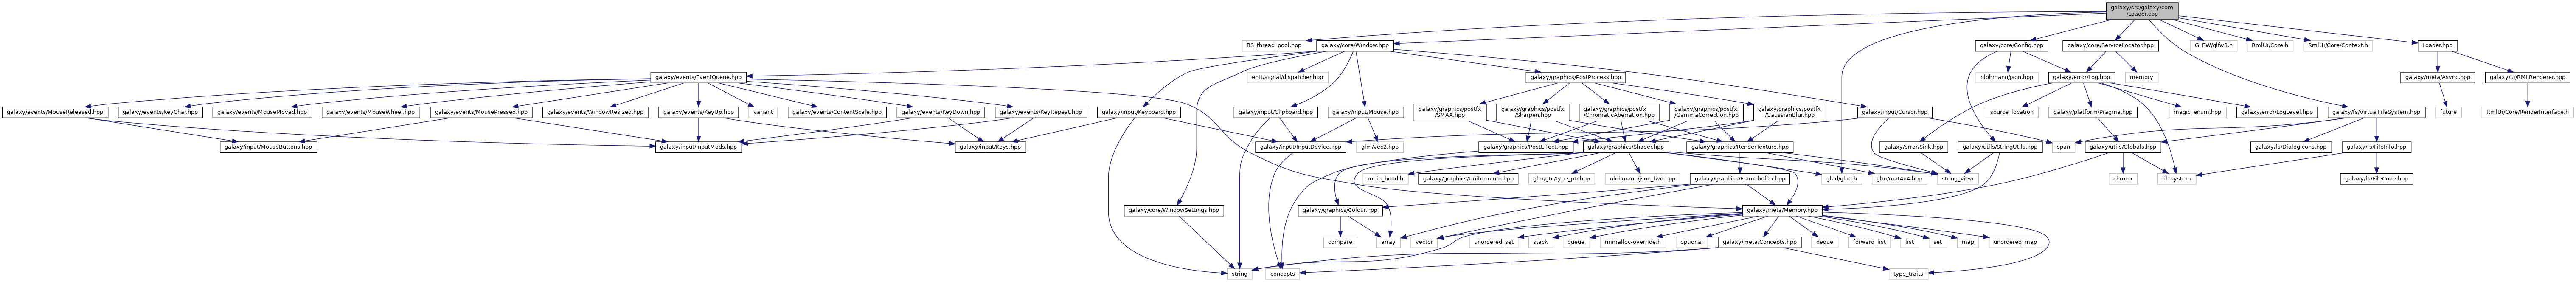 galaxy/src/galaxy/core
/Loader.cpp
BS_thread_pool.hpp
galaxy/core/Window.hpp
galaxy/core/Config.hpp
galaxy/core/ServiceLocator.hpp
GLFW/glfw3.h
RmlUi/Core.h
RmlUi/Core/Context.h
Loader.hpp
galaxy/events/EventQueue.hpp
entt/signal/dispatcher.hpp
galaxy/graphics/PostProcess.hpp
nlohmann/json.hpp
galaxy/error/Log.hpp
memory
galaxy/meta/Async.hpp
galaxy/ui/RMLRenderer.hpp
galaxy/events/MouseReleased.hpp
galaxy/events/KeyChar.hpp
galaxy/events/MouseMoved.hpp
galaxy/events/MouseWheel.hpp
galaxy/events/MousePressed.hpp
galaxy/events/WindowResized.hpp
galaxy/events/KeyUp.hpp
variant
galaxy/events/ContentScale.hpp
galaxy/events/KeyDown.hpp
galaxy/events/KeyRepeat.hpp
galaxy/input/Keyboard.hpp
galaxy/input/Clipboard.hpp
galaxy/input/Mouse.hpp
galaxy/graphics/postfx
/SMAA.hpp
galaxy/graphics/postfx
/Sharpen.hpp
galaxy/graphics/postfx
/ChromaticAberration.hpp
galaxy/graphics/postfx
/GammaCorrection.hpp
galaxy/graphics/postfx
/GaussianBlur.hpp
galaxy/input/Cursor.hpp
source_location
galaxy/platform/Pragma.hpp
magic_enum.hpp
galaxy/error/LogLevel.hpp
galaxy/fs/VirtualFileSystem.hpp
future
RmlUi/Core/RenderInterface.h
galaxy/input/MouseButtons.hpp
galaxy/input/InputMods.hpp
galaxy/input/Keys.hpp
galaxy/input/InputDevice.hpp
glm/vec2.hpp
galaxy/graphics/PostEffect.hpp
galaxy/graphics/Shader.hpp
galaxy/graphics/RenderTexture.hpp
galaxy/error/Sink.hpp
galaxy/utils/StringUtils.hpp
span
galaxy/utils/Globals.hpp
galaxy/fs/DialogIcons.hpp
galaxy/fs/FileInfo.hpp
robin_hood.h
galaxy/graphics/UniformInfo.hpp
glm/gtc/type_ptr.hpp
nlohmann/json_fwd.hpp
galaxy/graphics/Framebuffer.hpp
glad/glad.h
glm/mat4x4.hpp
string_view
chrono
filesystem
galaxy/fs/FileCode.hpp
galaxy/core/WindowSettings.hpp
galaxy/graphics/Colour.hpp
galaxy/meta/Memory.hpp
compare
array
vector
unordered_set
stack
queue
mimalloc-override.h
optional
galaxy/meta/Concepts.hpp
deque
forward_list
list
set
map
unordered_map
string
concepts
type_traits